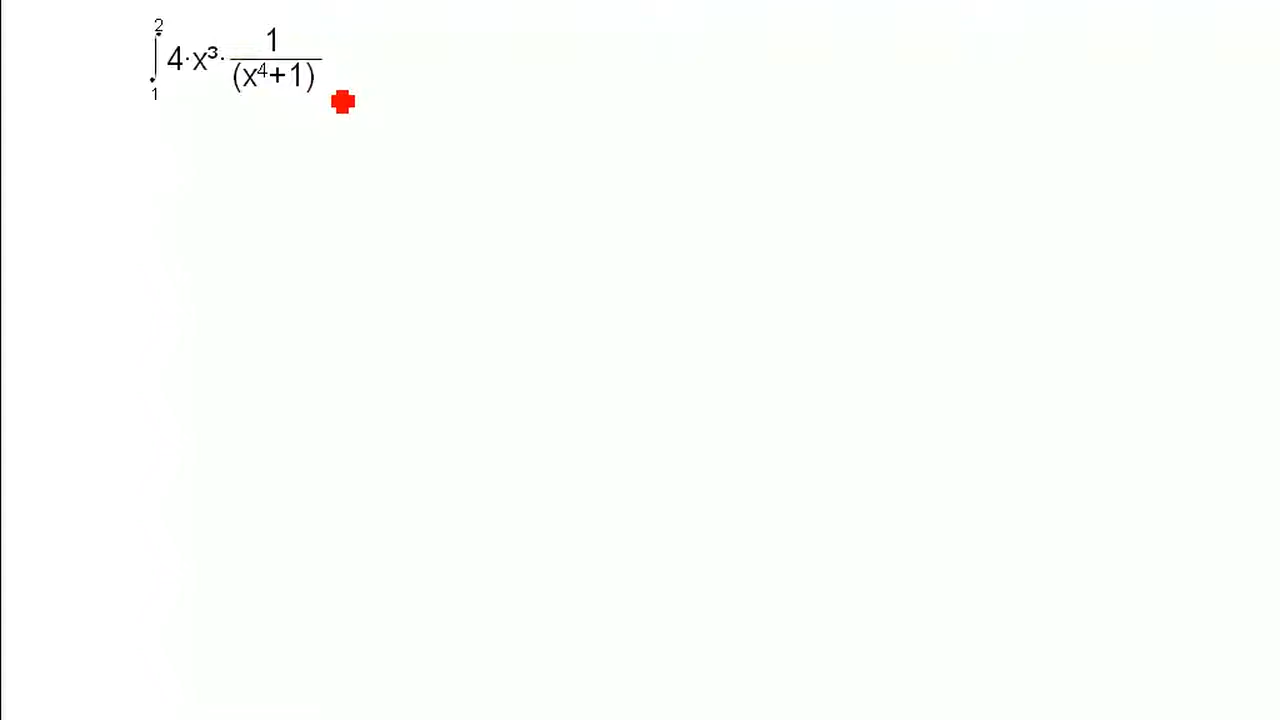 ∫₁² 4·x³· 1/(x⁴+1)